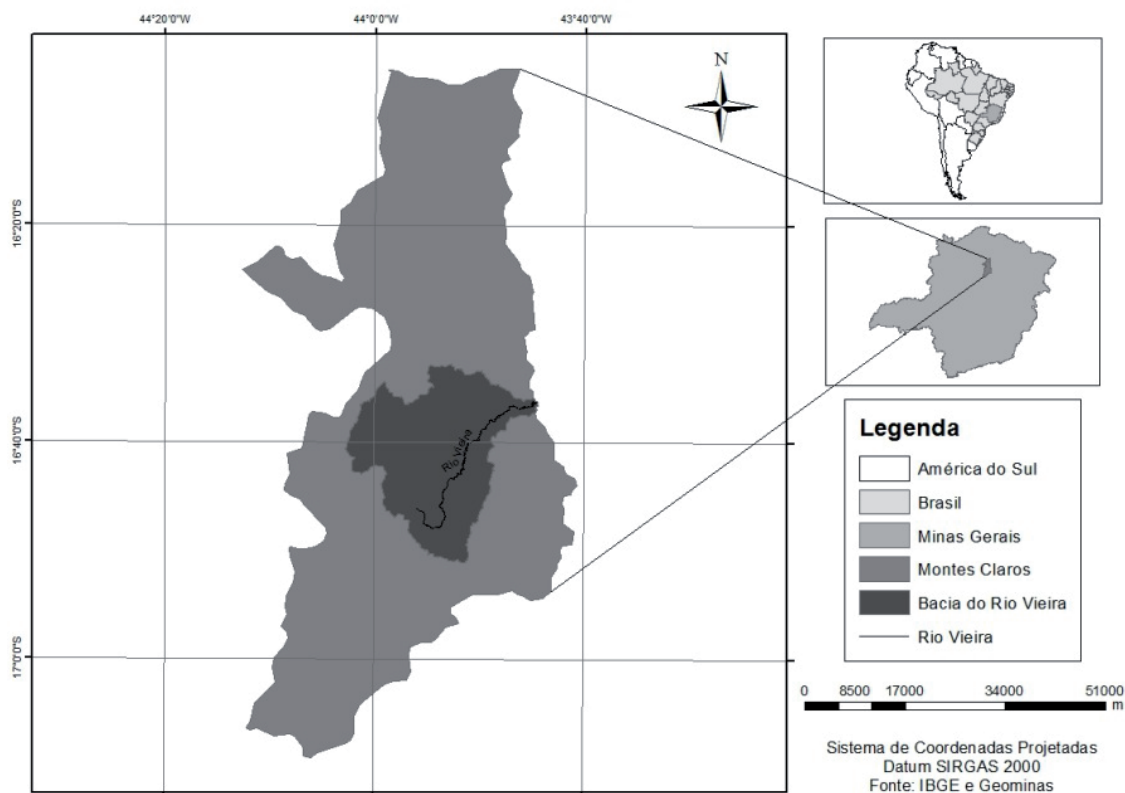 44°20'0"W
44°0'0"W
43°40'0"W
N
16°20'0"S
16°40'0"S
17°0'0"S
Rio Vieira
Legenda
América do Sul
Brasil
Minas Gerais
Montes Claros
Bacia do Rio Vieira
Rio Vieira
0 8500 17000 34000 51000 m
Sistema de Coordenadas Projetadas
Datum SIRGAS 2000
Fonte: IBGE e Geominas